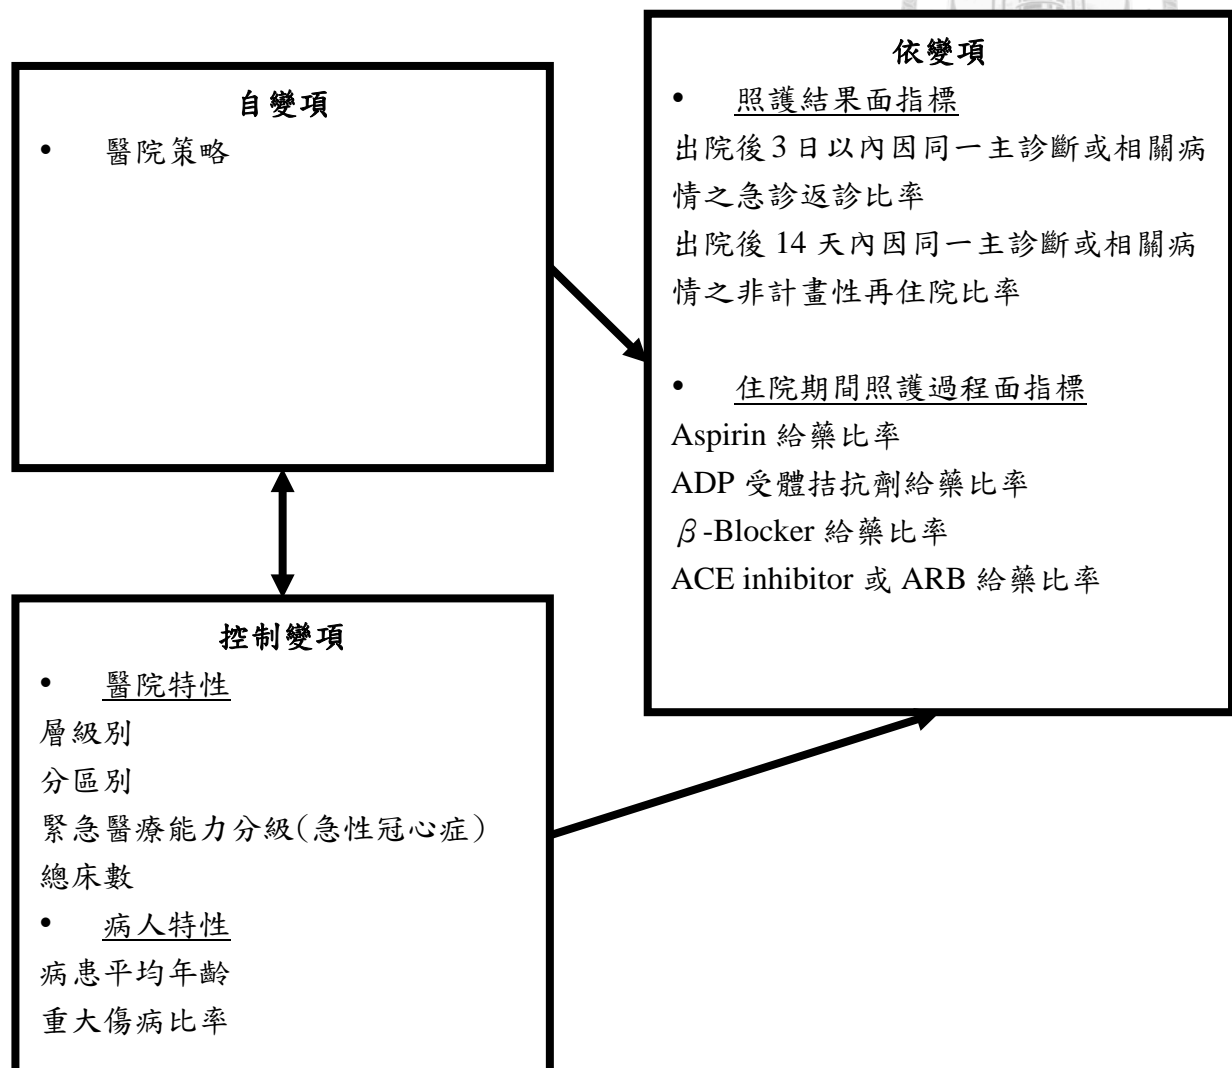 自變項
• 醫院策略
依變項
• 照護結果面指標
出院後 3 日以內因同一主診斷或相關病
情之急診返診比率
出院後 14 天內因同一主診斷或相關病
情之非計畫性再住院比率
• 住院期間照護過程面指標
Aspirin 給藥比率
ADP 受體拮抗劑給藥比率
β-Blocker 給藥比率
ACE inhibitor 或 ARB 給藥比率
控制變項
• 醫院特性
層級別
分區別
緊急醫療能力分級(急性冠心症)
總床數
• 病人特性
病患平均年齡
重大傷病比率